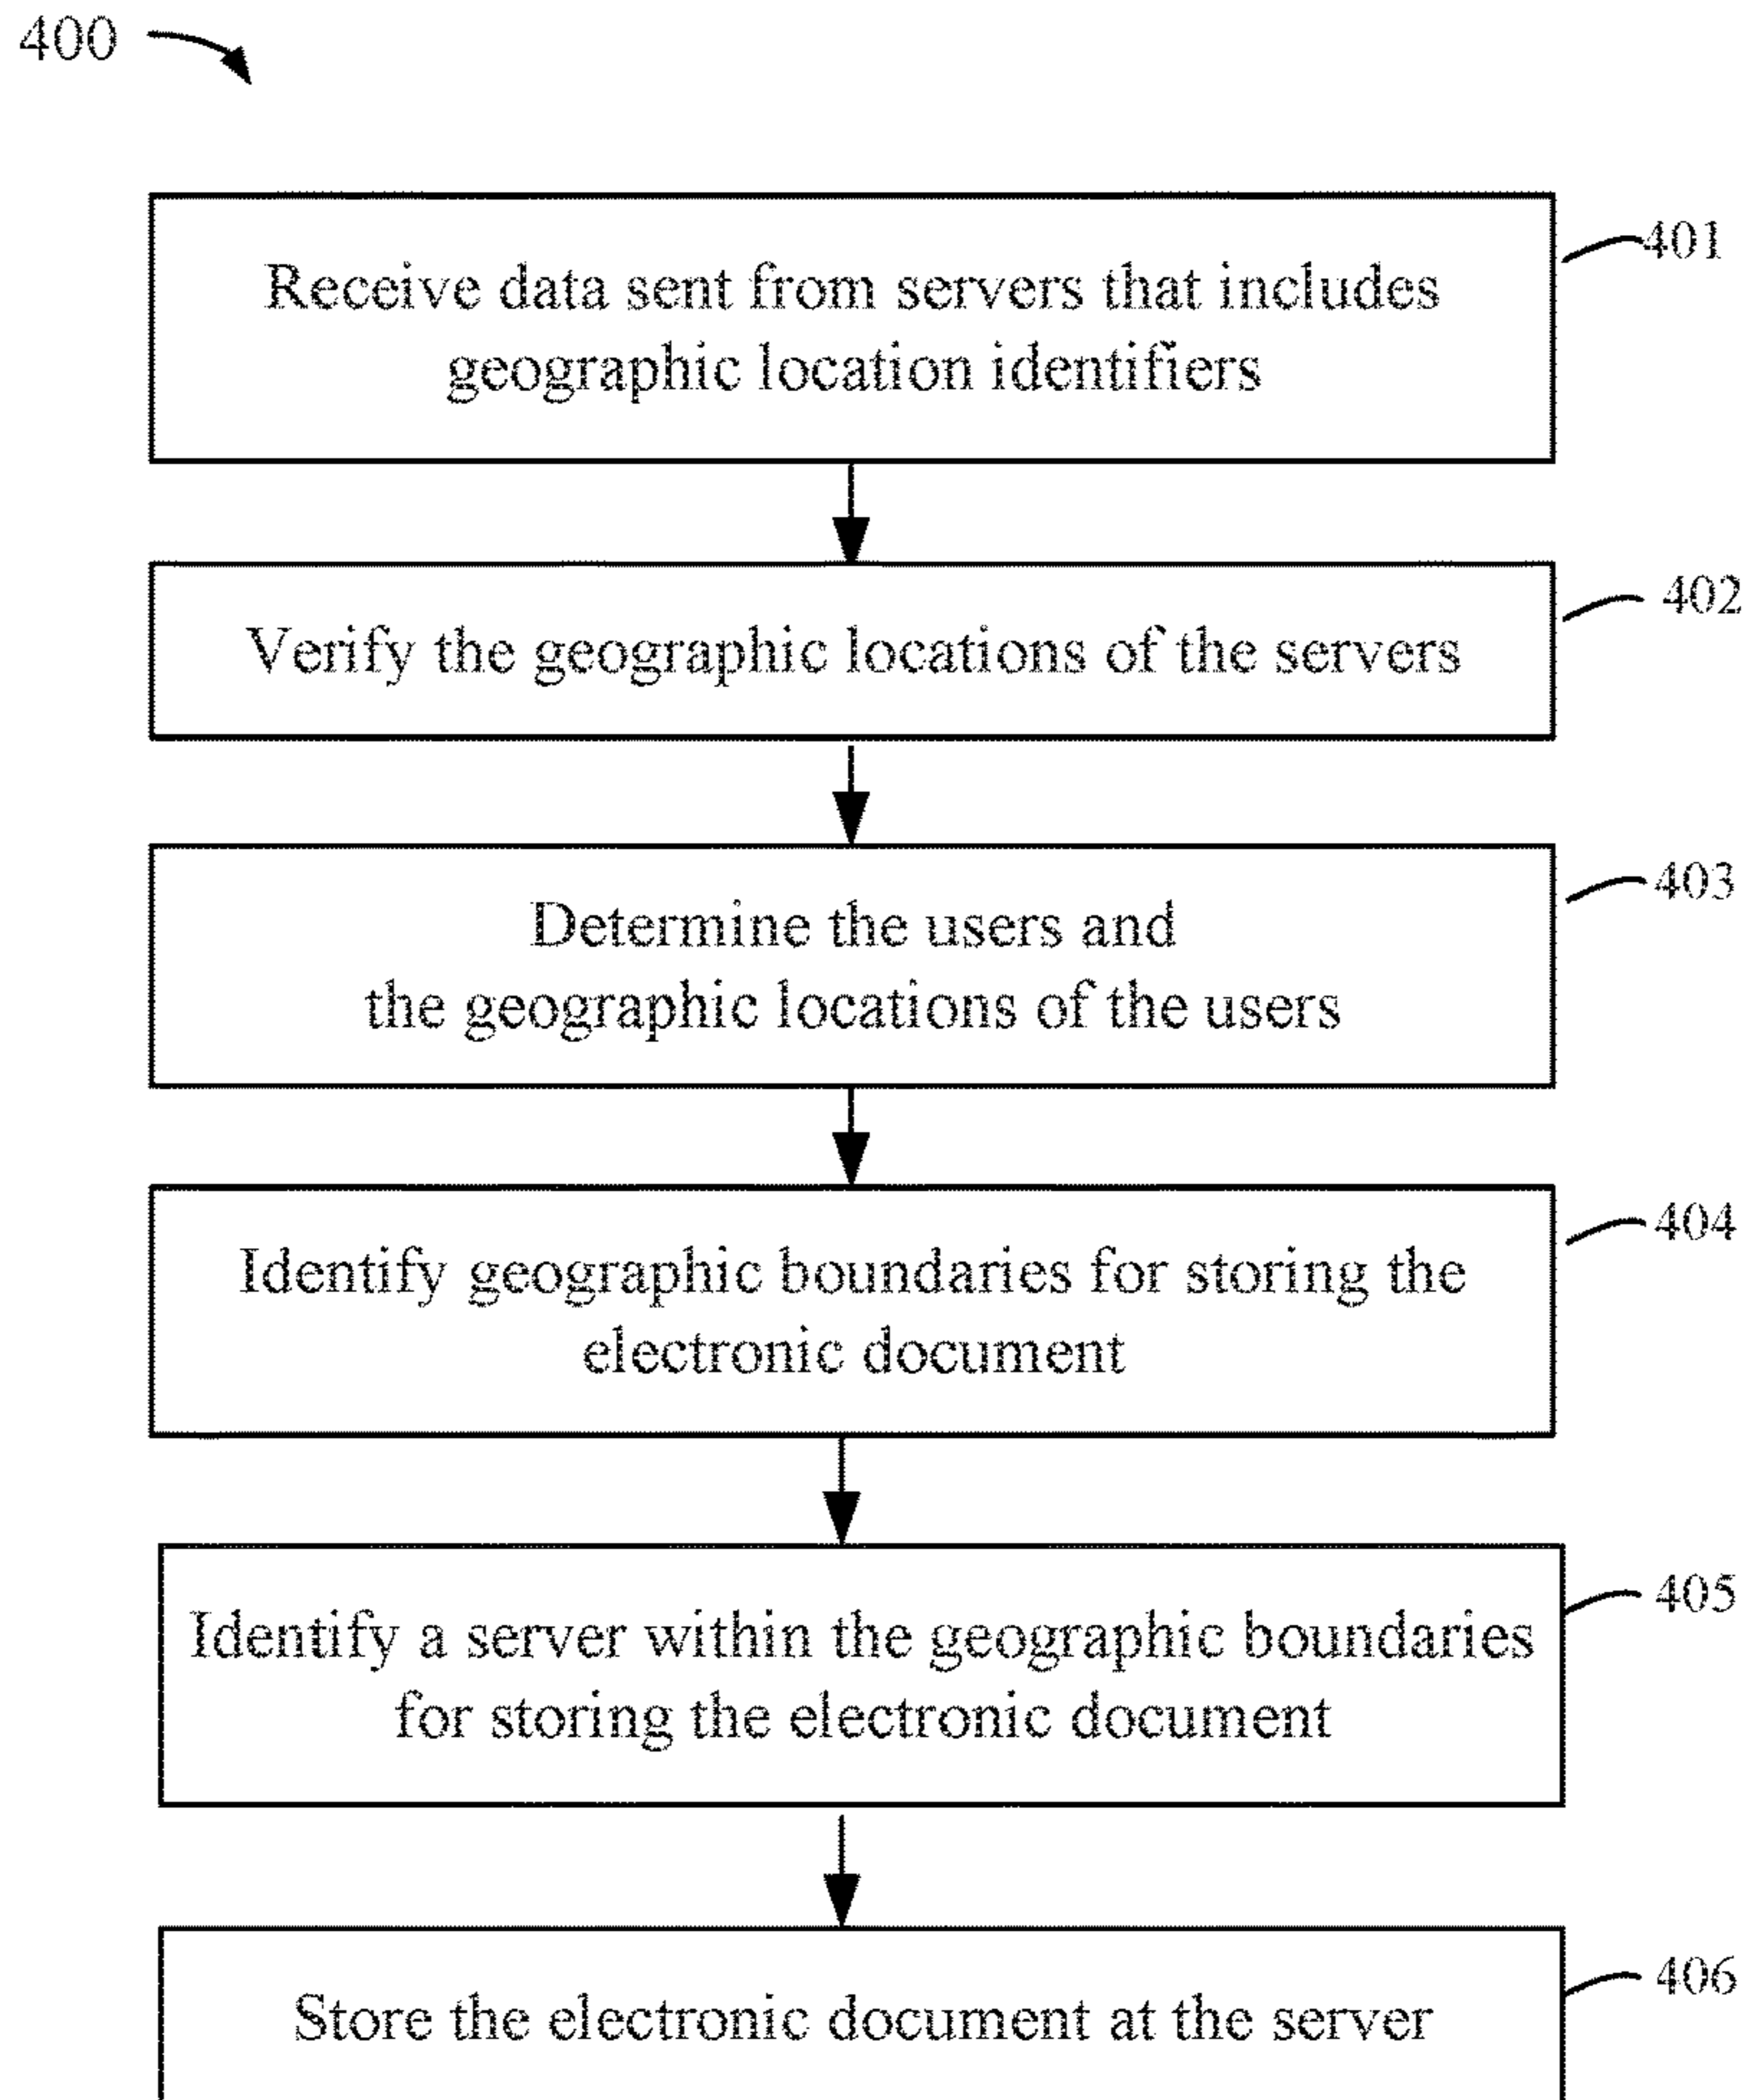 400
401
Receive data sent from servers that includes
geographic location identifiers
402
Verify the geographic locations of the servers
403
Determine the users and
the geographic locations of the users
404
Identify geographic boundaries for storing the
electronic document
405
Identify a server within the geographic boundaries
for storing the electronic document
406
Store the electronic document at the server